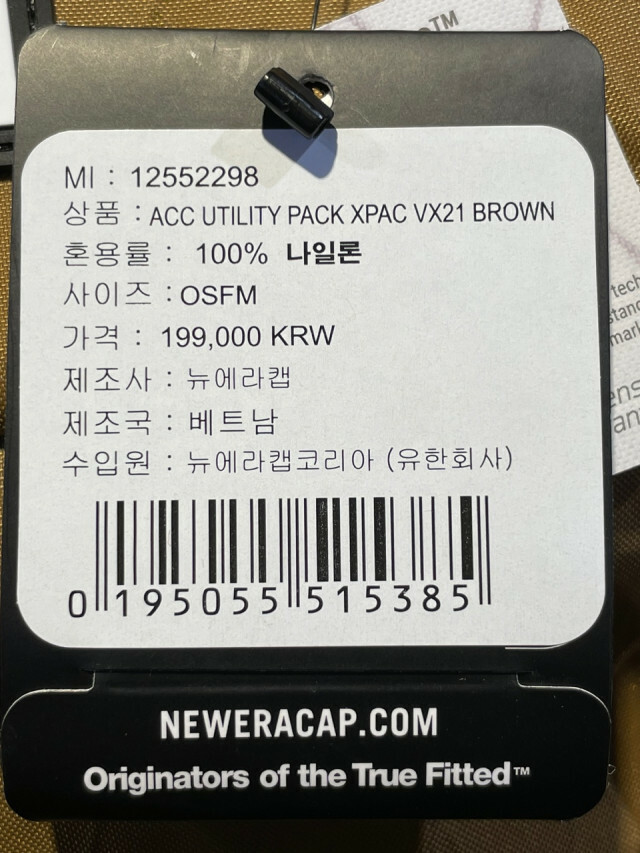 TM
MI : 12552298
상품 : ACC UTILITY PACK XPAC VX21 BROWN
혼용률 : 100% 나일론
사이즈 : OSFM
가격 : 199,000 KRW
제조사 : 뉴에라캡
제조국 : 베트남
수입원 : 뉴에라캡코리아 (유한회사)
0 195055 515385
NEWERACAP.COM
Originators of the True Fitted™
tech